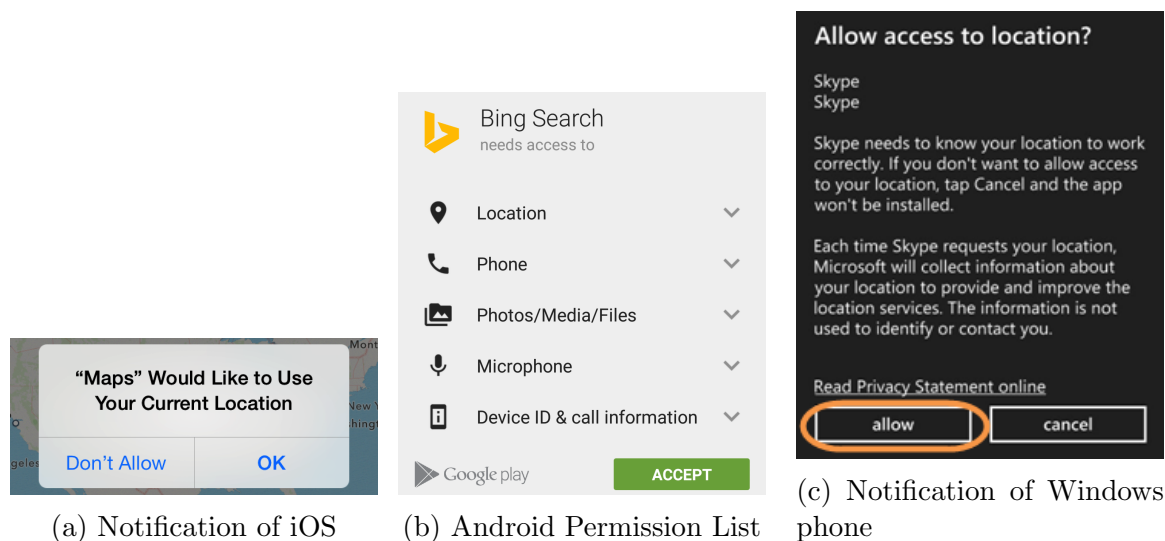 “Maps” Would Like to Use
Your Current Location
Don’t Allow
OK
(a) Notification of iOS
Bing Search
needs access to
Location
Phone
Photos/Media/Files
Microphone
Device ID & call information
Google play
ACCEPT
(b) Android Permission List
Allow access to location?
Skype
Skype
Skype needs to know your location to work
correctly. If you don't want to allow access
to your location, tap Cancel and the app
won't be installed.
Each time Skype requests your location,
Microsoft will collect information about
your location to provide and improve the
location services. The information is not
used to identify or contact you.
Read Privacy Statement online
allow
cancel
(c) Notification of Windows
phone